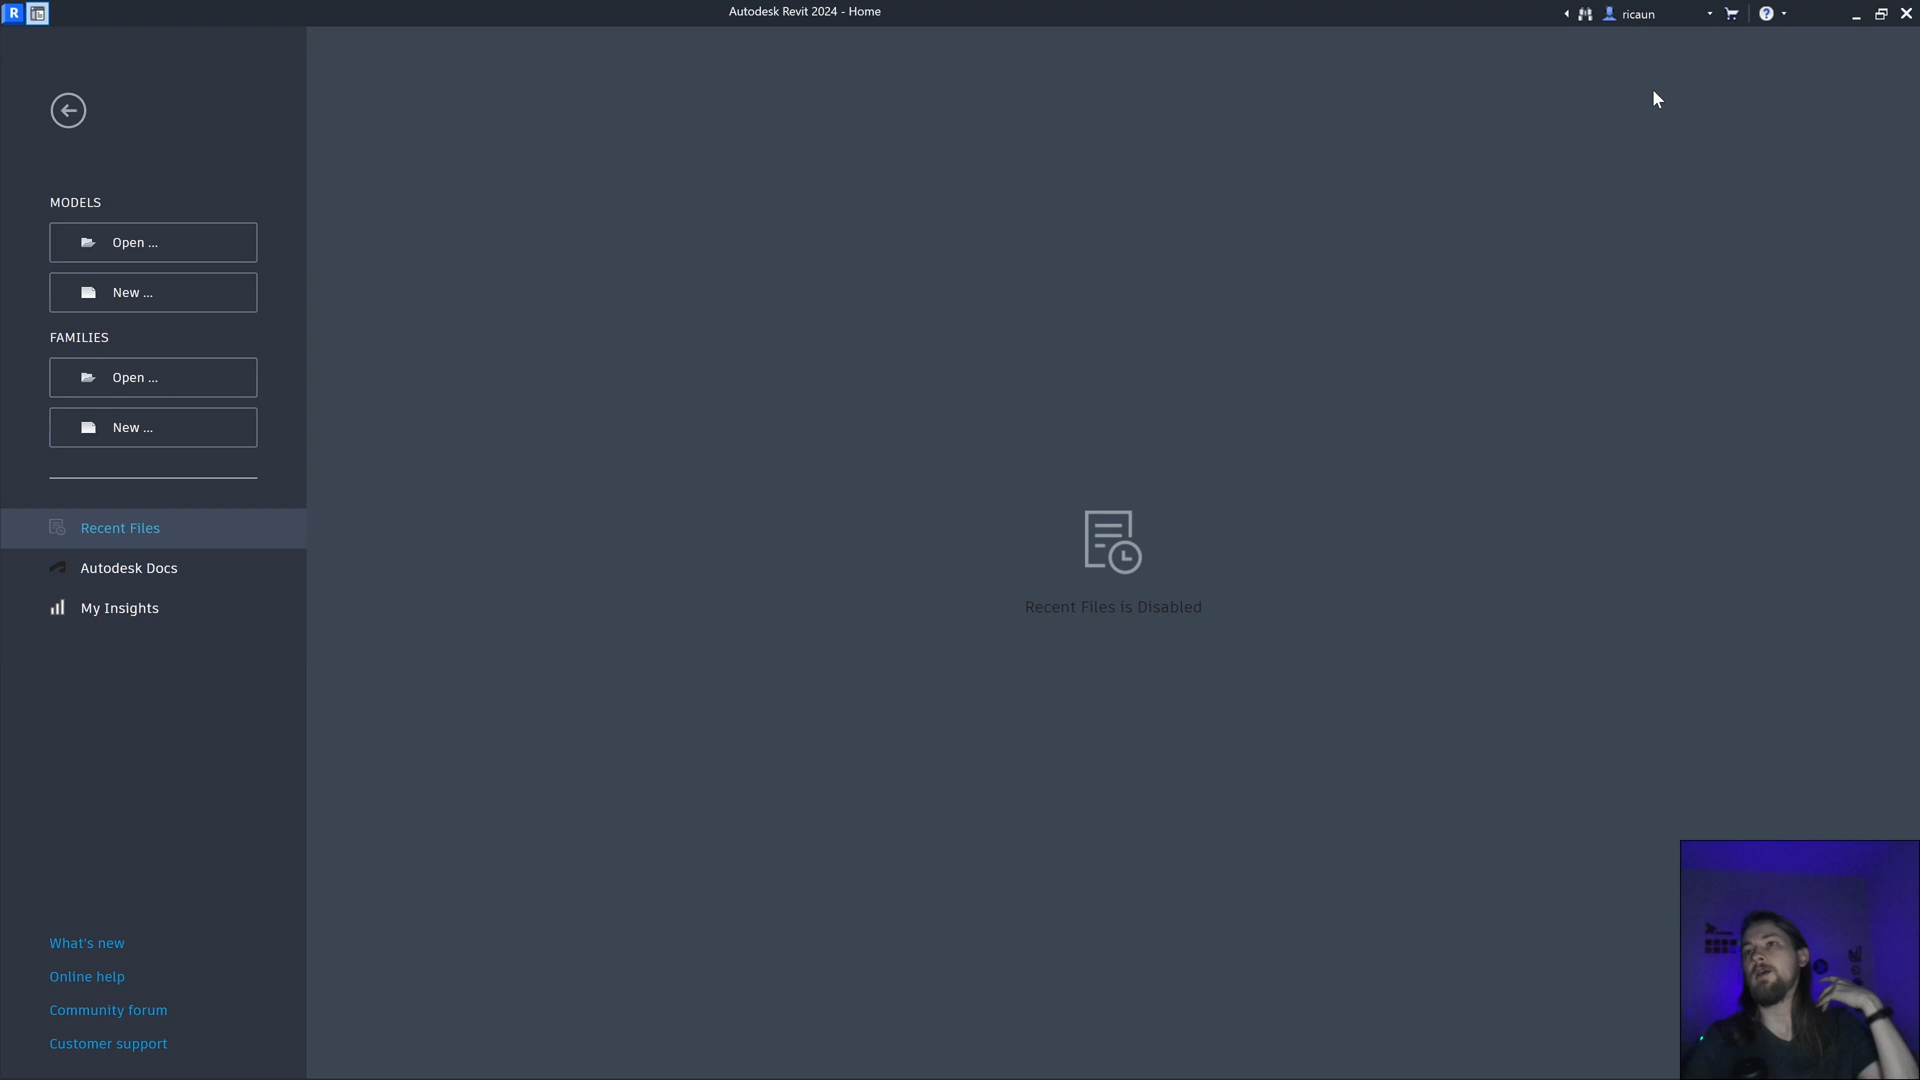 R
Autodesk Revit 2024 - Home
ricaun
?
MODELS
Open ...
New ...
FAMILIES
Open ...
New ...
Recent Files
Autodesk Docs
My Insights
Recent Files is Disabled
What's new
Online help
Community forum
Customer support